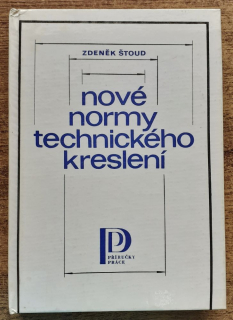 ZDENĚK ŠTOUD
nové
normy
technického
kreslení
PŘÍRUČKY
PRÁCE